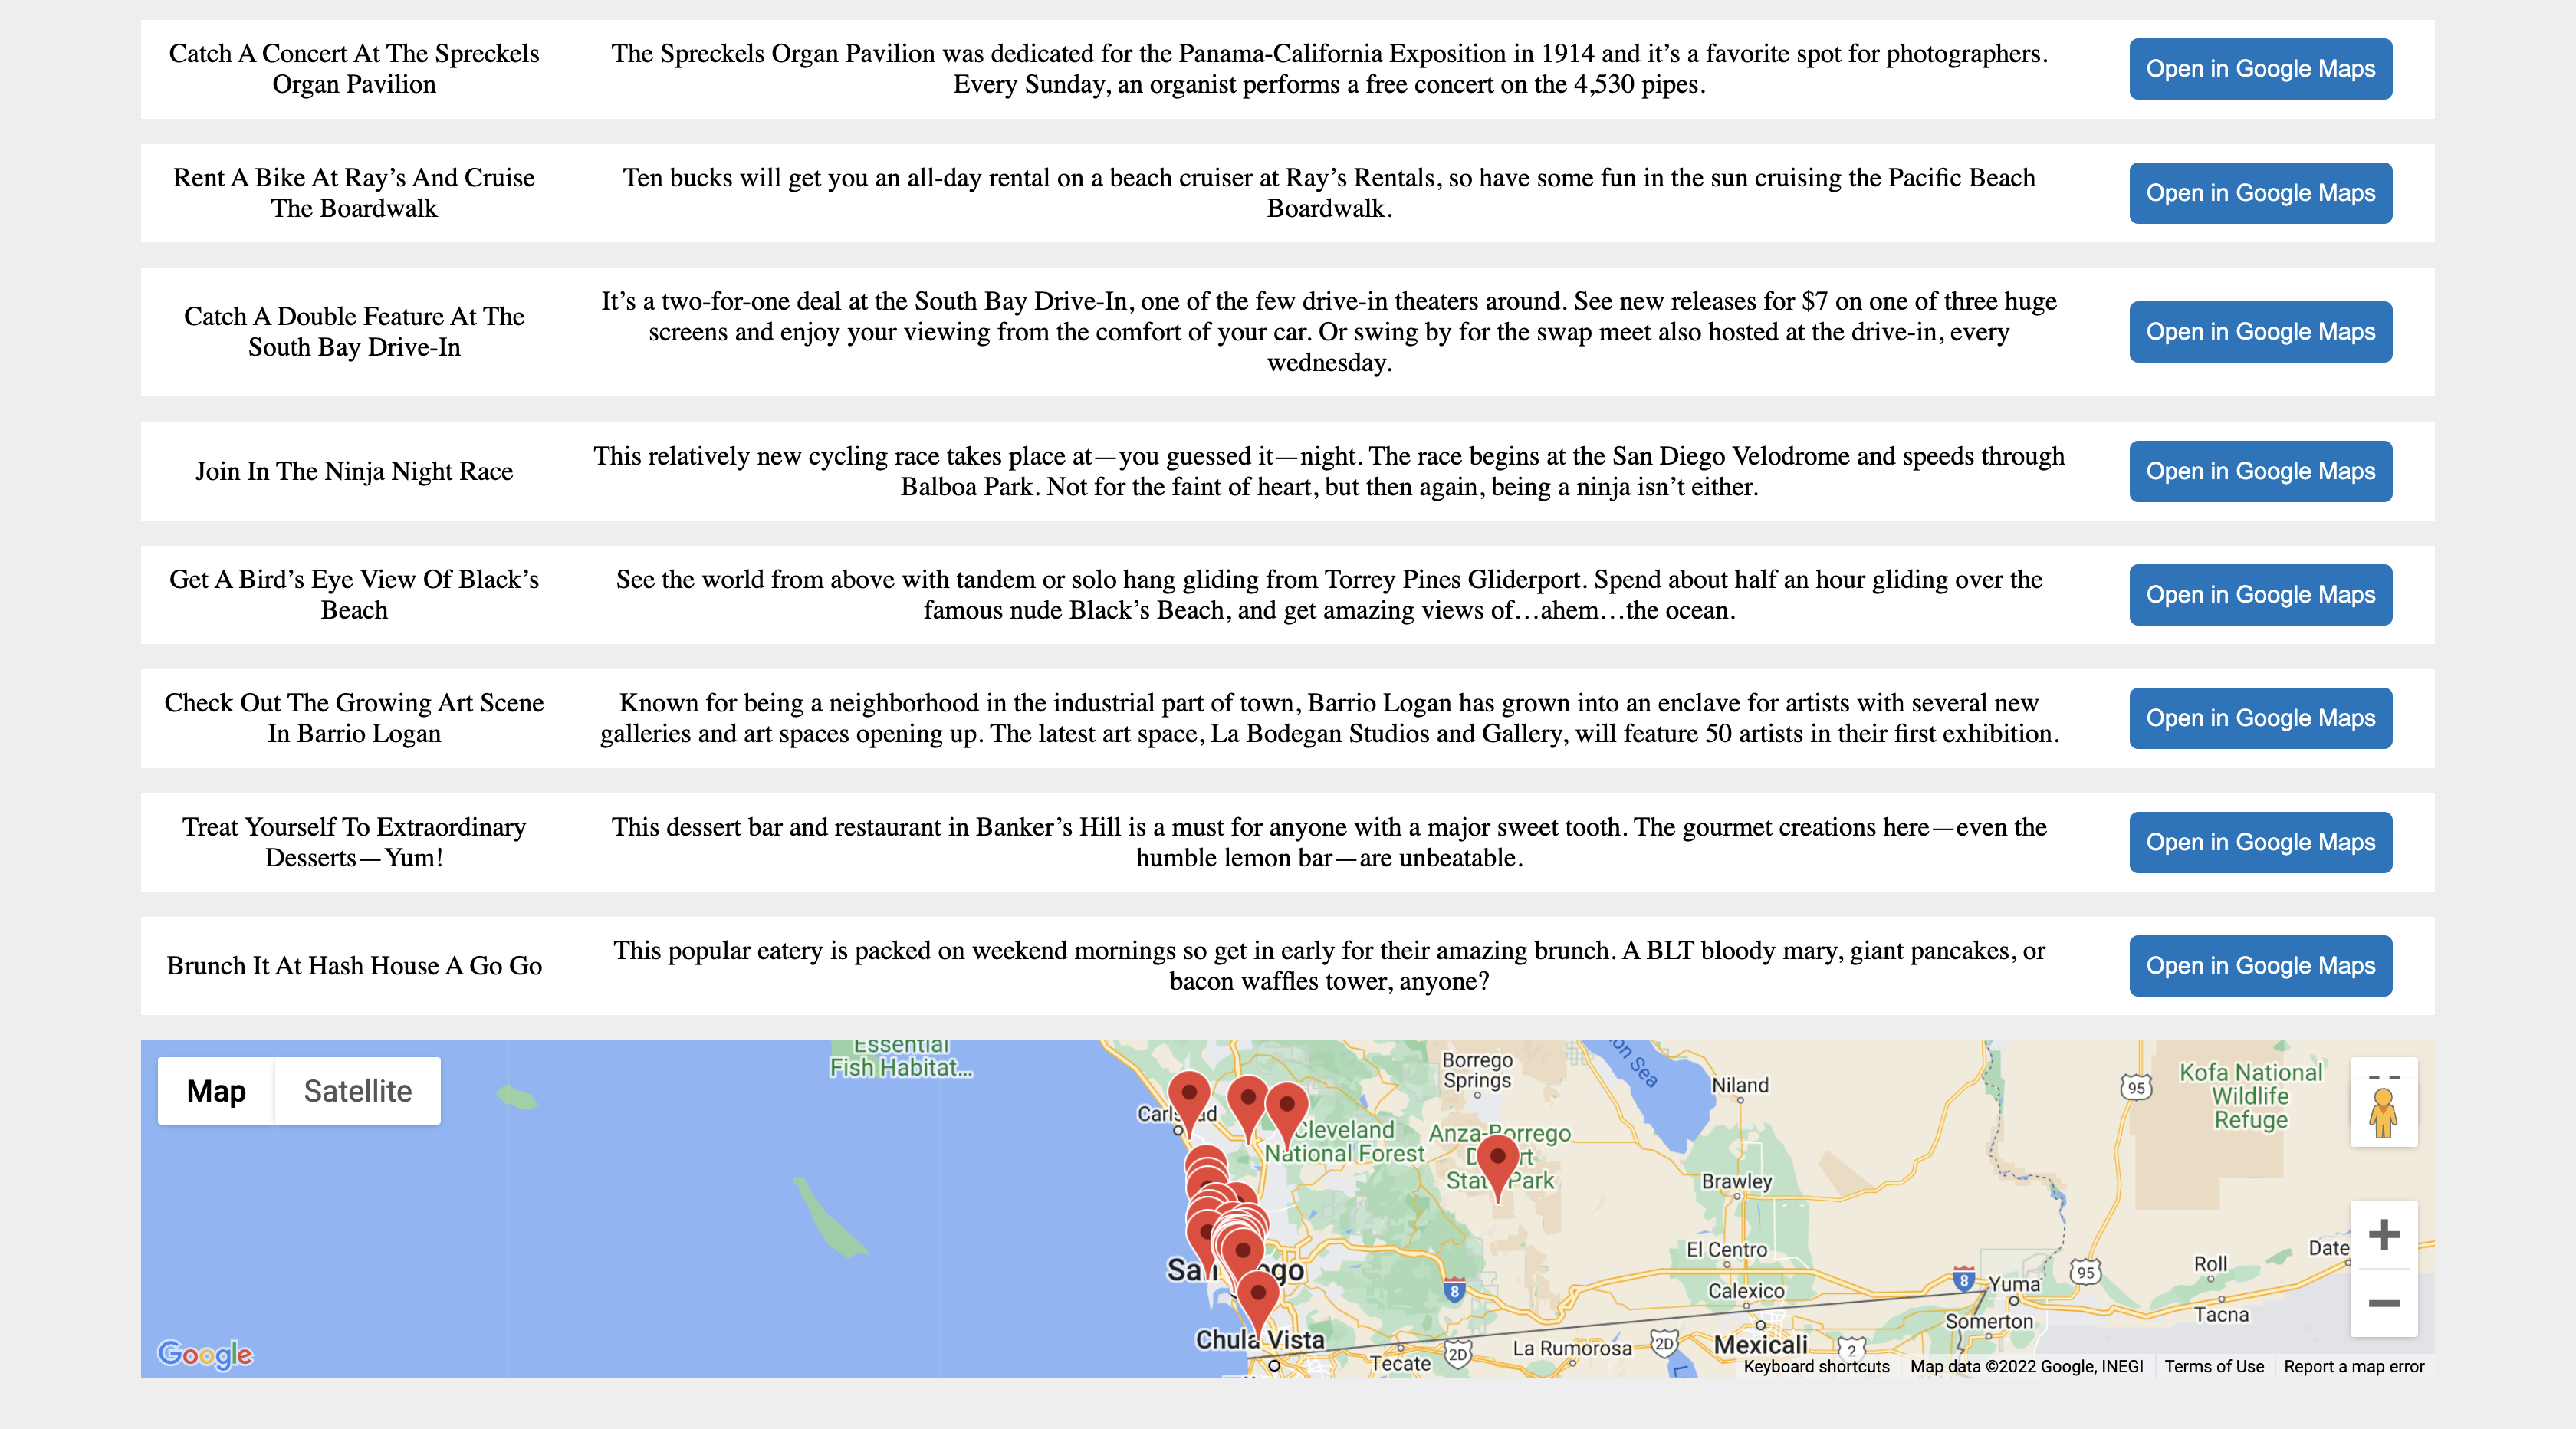 Catch A Concert At The Spreckels
Organ Pavilion
The Spreckels Organ Pavilion was dedicated for the Panama-California Exposition in 1914 and it’s a favorite spot for photographers.
Every Sunday, an organist performs a free concert on the 4,530 pipes.
Open in Google Maps
Rent A Bike At Ray’s And Cruise
The Boardwalk
Ten bucks will get you an all-day rental on a beach cruiser at Ray’s Rentals, so have some fun in the sun cruising the Pacific Beach
Boardwalk.
Open in Google Maps
Catch A Double Feature At The
South Bay Drive-In
It’s a two-for-one deal at the South Bay Drive-In, one of the few drive-in theaters around. See new releases for $7 on one of three huge
screens and enjoy your viewing from the comfort of your car. Or swing by for the swap meet also hosted at the drive-in, every
wednesday.
Open in Google Maps
Join In The Ninja Night Race
This relatively new cycling race takes place at—you guessed it—night. The race begins at the San Diego Velodrome and speeds through
Balboa Park. Not for the faint of heart, but then again, being a ninja isn’t either.
Open in Google Maps
Get A Bird’s Eye View Of Black’s
Beach
See the world from above with tandem or solo hang gliding from Torrey Pines Gliderport. Spend about half an hour gliding over the
famous nude Black’s Beach, and get amazing views of…ahem…the ocean.
Open in Google Maps
Check Out The Growing Art Scene
In Barrio Logan
Known for being a neighborhood in the industrial part of town, Barrio Logan has grown into an enclave for artists with several new
galleries and art spaces opening up. The latest art space, La Bodegan Studios and Gallery, will feature 50 artists in their first exhibition.
Open in Google Maps
Treat Yourself To Extraordinary
Desserts—Yum!
This dessert bar and restaurant in Banker’s Hill is a must for anyone with a major sweet tooth. The gourmet creations here—even the
humble lemon bar—are unbeatable.
Open in Google Maps
Brunch It At Hash House A Go Go
This popular eatery is packed on weekend mornings so get in early for their amazing brunch. A BLT bloody mary, giant pancakes, or
bacon waffles tower, anyone?
Open in Google Maps
Map Satellite
Essential
Fish Habitat...
Borrego
Springs
on Sea
Niland
95
Kofa National
Wildlife
Refuge
Cleveland
National Forest
Anza-Borrego
Park
Brawley
El Centro
Calexico
8
8
Yuma
95
Roll
Date
Somerton
Tacna
Chula Vista
Tecate
2D
La Rumorosa
2D
Mexicali
2
Google
Keyboard shortcuts
Map data ©2022 Google, INEGI
Terms of Use
Report a map error